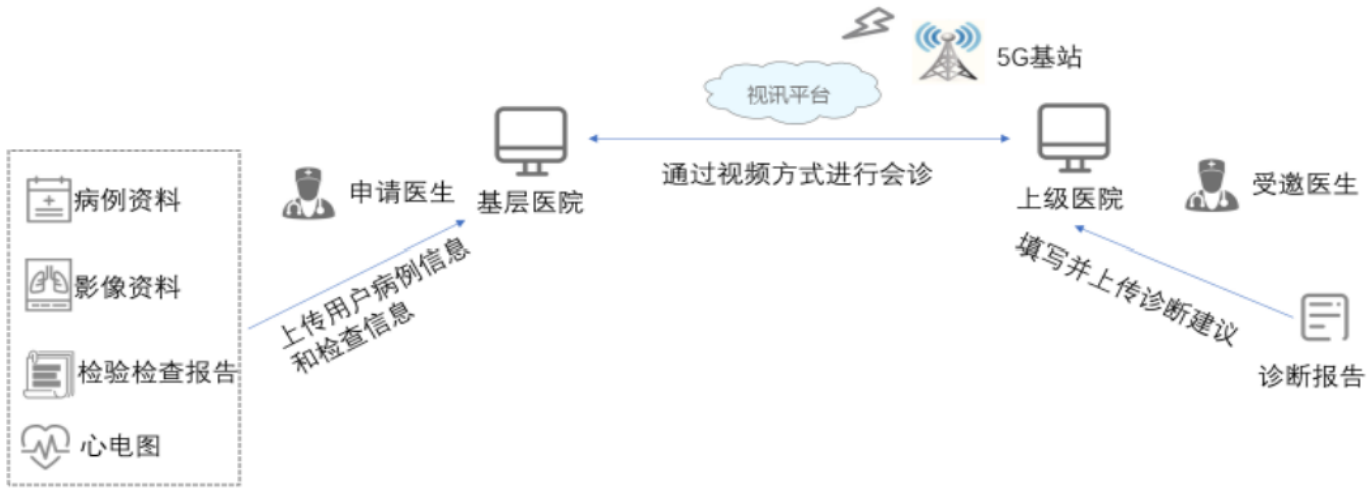 5G基站
视讯平台
通过视频方式进行会诊
申请医生
基层医院
上级医院
受邀医生
病例资料
影像资料
检验检查报告
心电图
上传用户病例信息
和检查信息
填写并上传诊断建议
诊断报告